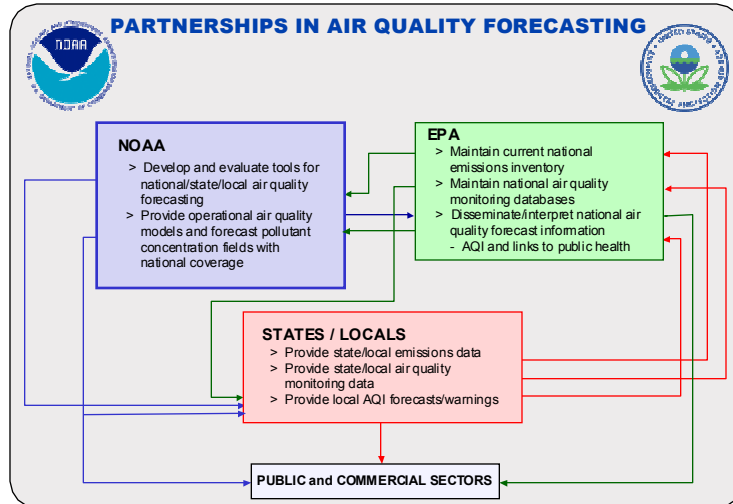 PARTNERSHIPS IN AIR QUALITY FORECASTING
NOAA
NOAA
> Develop and evaluate tools for
national/state/local air quality
forecasting
> Provide operational air quality
models and forecast pollutant
concentration fields with
national coverage
EPA
> Maintain current national
emissions inventory
> Maintain national air quality
monitoring databases
> Disseminate/interpret national air
quality forecast information
- AQI and links to public health
STATES / LOCALS
> Provide state/local emissions data
> Provide state/local air quality
monitoring data
> Provide local AQI forecasts/warnings
PUBLIC and COMMERCIAL SECTORS